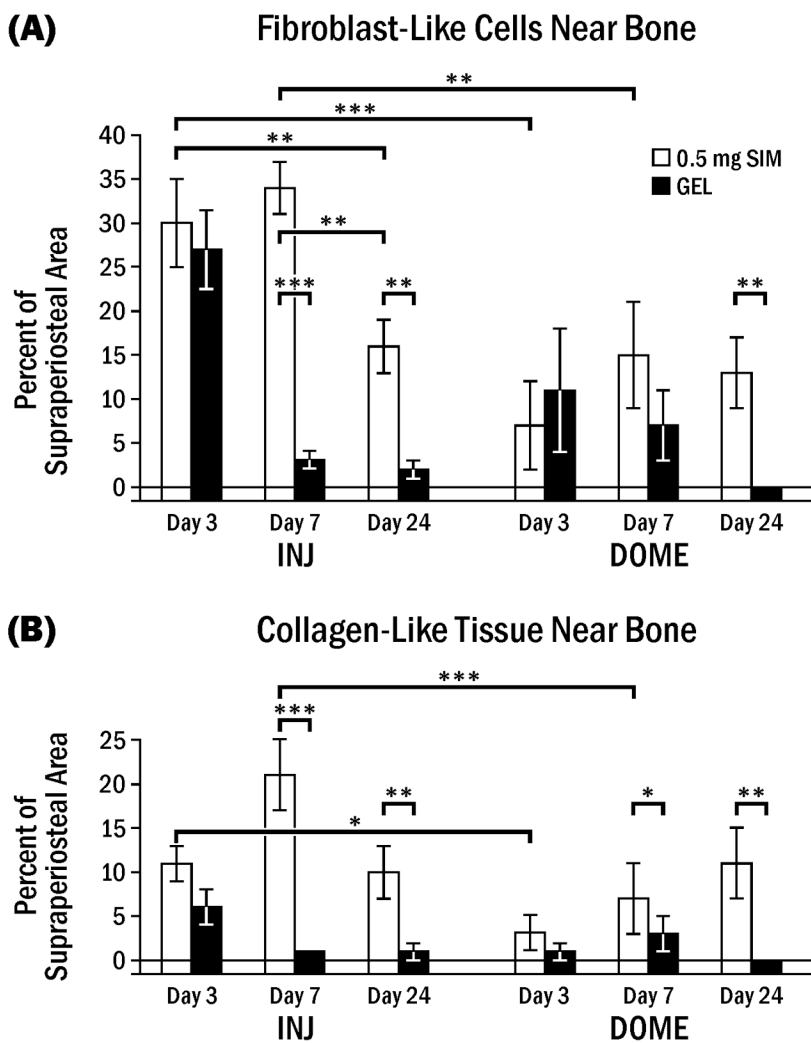 (A) Fibroblast-Like Cells Near Bone
**
***
**
40
35
30
25
20
15
10
5
0
Percent of
Supraperiosteal Area
0.5 mg SIM
GEL
**
***
**
**
Day 3
Day 7
Day 24
Day 3
Day 7
Day 24
INJ
DOME
(B) Collagen-Like Tissue Near Bone
***
***
25
20
15
10
5
0
Percent of
Supraperiosteal Area
**
*
**
*
Day 3
Day 7
Day 24
Day 3
Day 7
Day 24
INJ
DOME